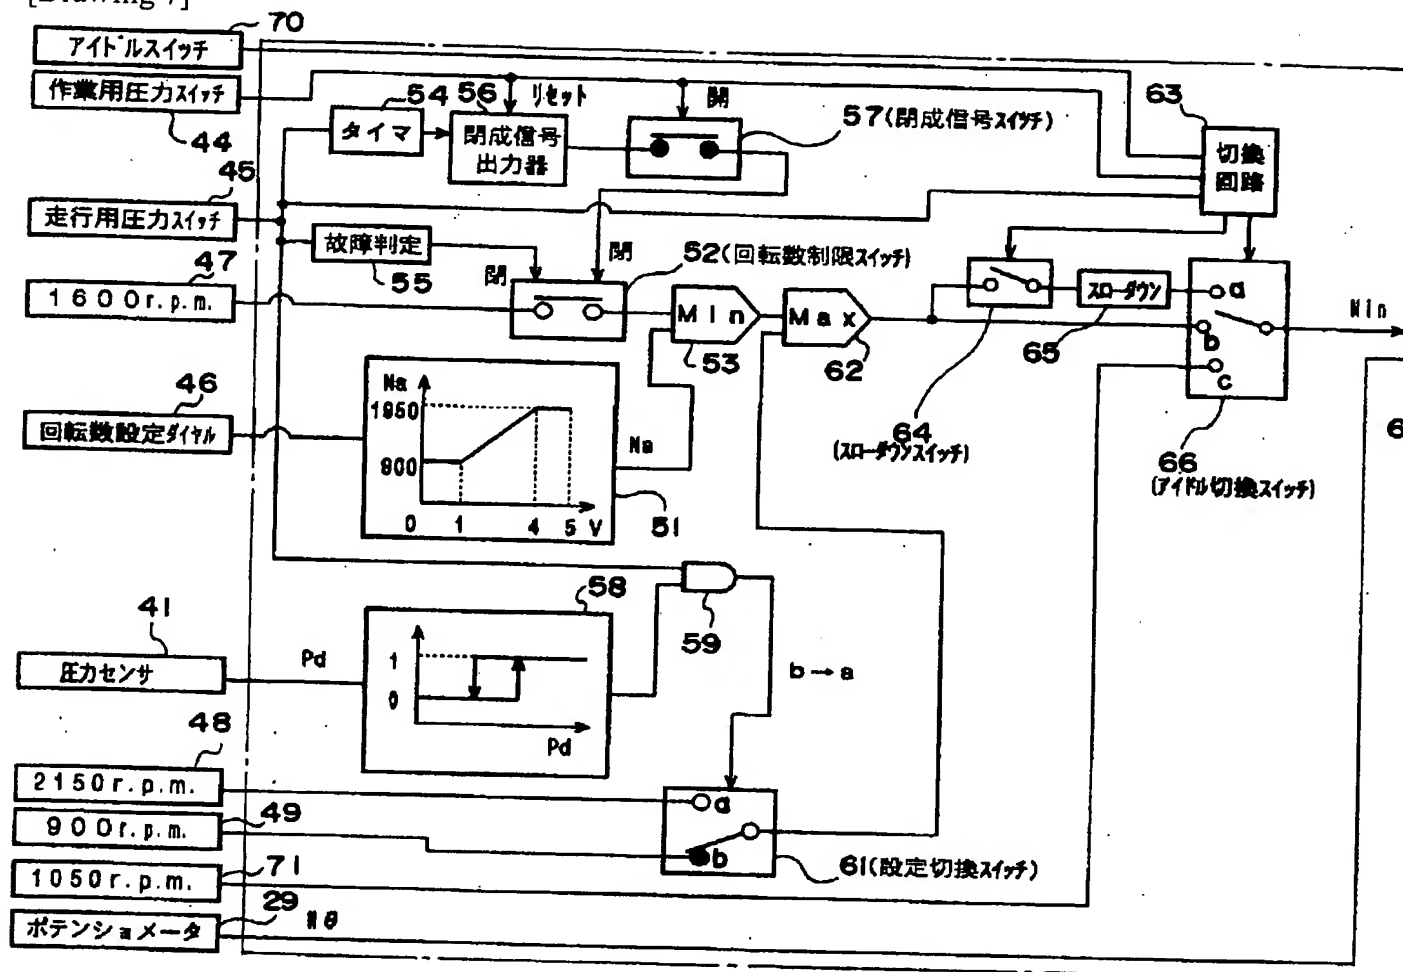 70
アイドルスイッチ
作業用圧力スイッチ
44
54
タイマ
56
閉成信号
出力器
リセット
開
57(閉成信号スイッチ)
63
切換
回路
45
走行用圧力スイッチ
故障判定
55
閉
閉
52(回転数制限スイッチ)
47
1600r.p.m.
Min
53
Max
62
スローダウン
65
64
(スローダウンスイッチ)
a
b
c
66
(アイドル切換スイッチ)
Nin
6
46
回転数設定ダイヤル
Na
1950
900
0 1 4 5 V
51
Na
41
圧力センサ
Pd
58
1
0
Pd
59
b→a
48
2150r.p.m.
49
900r.p.m.
a
b
61(設定切換スイッチ)
71
1050r.p.m.
29
ポテンショメータ
Nθ